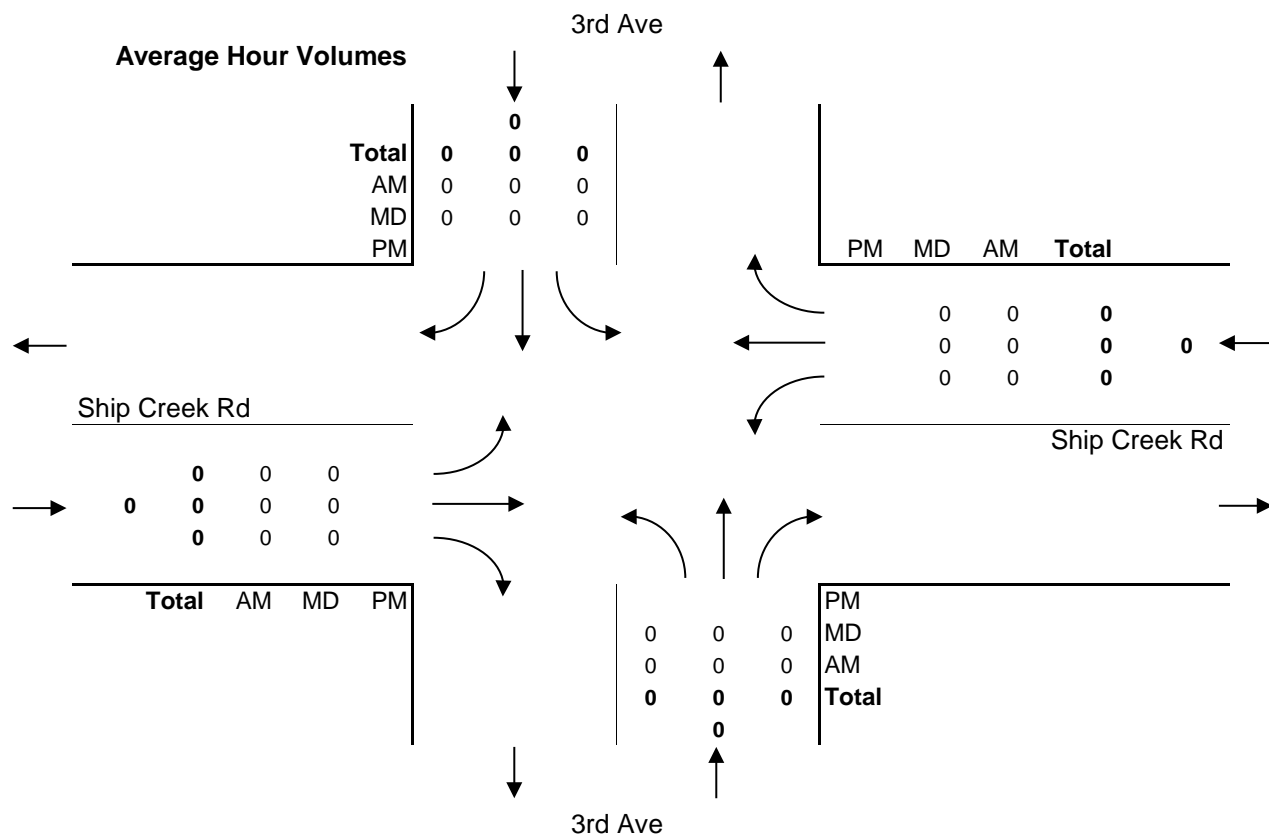 3rd Ave
Average Hour Volumes
0
Total 0 0 0
AM 0 0 0
MD 0 0 0
PM
PM MD AM Total
0 0 0
0 0 0 0
0 0 0
Ship Creek Rd
Ship Creek Rd
0 0 0
0 0 0 0
0 0 0
Total AM MD PM
PM
0 0 0 MD
0 0 0 AM
0 0 0 Total
0
3rd Ave